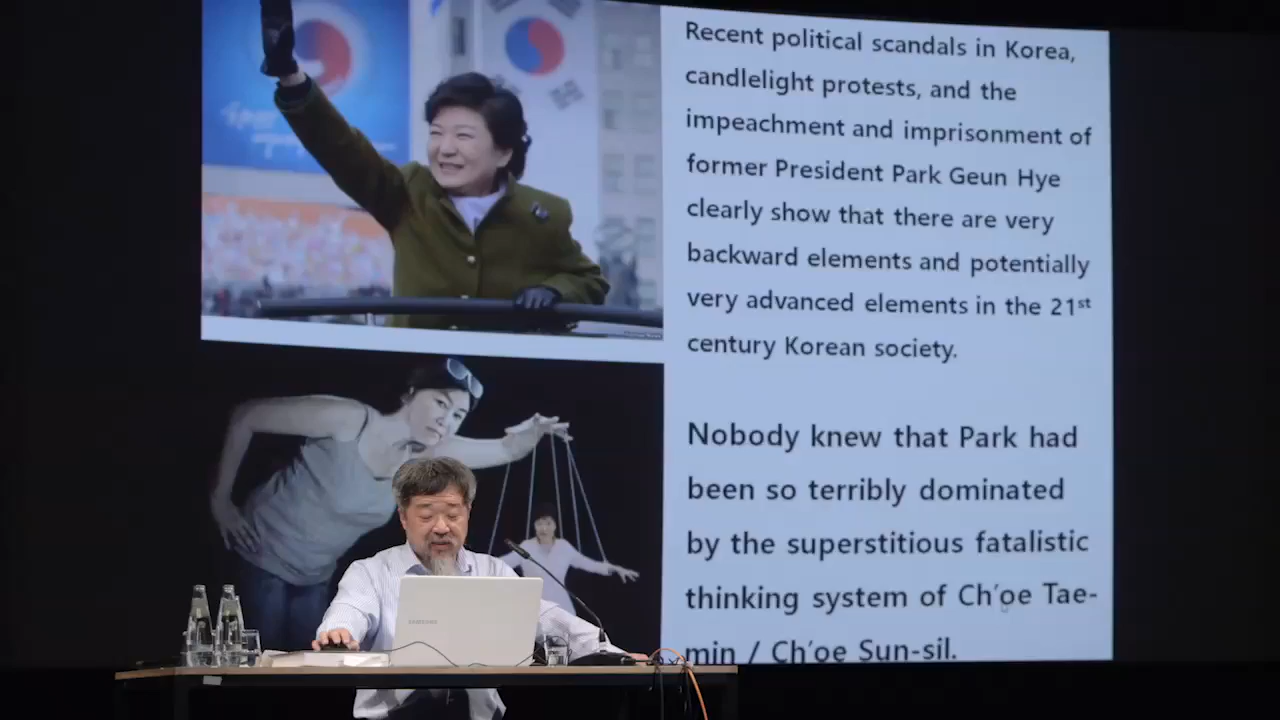 Recent political scandals in Korea,
candlelight protests, and the
impeachment and imprisonment of
former President Park Geun Hye
clearly show that there are very
backward elements and potentially
very advanced elements in the 21st
century Korean society.
Nobody knew that Park had
been so terribly dominated
by the superstitious fatalistic
thinking system of Ch'oe Tae-
min / Ch'oe Sun-sil.
SAMSUNG